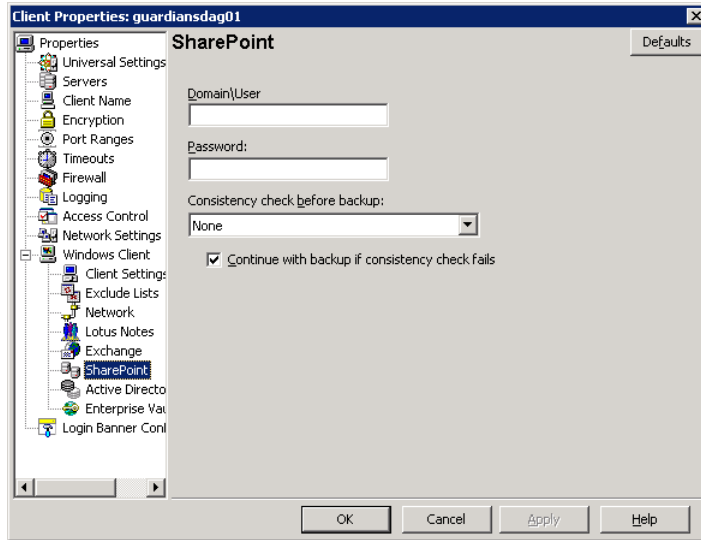 Client Properties: guardiansdag01
Properties
Universal Settings
Servers
Client Name
Encryption
Port Ranges
Timeouts
Firewall
Logging
Access Control
Network Settings
Windows Client
Client Settings
Exclude Lists
Network
Lotus Notes
Exchange
SharePoint
Active Directo
Enterprise Vau
Login Banner Conf
SharePoint
Defaults
Domain\User
Password:
Consistency check before backup:
None
Continue with backup if consistency check fails
OK
Cancel
Apply
Help